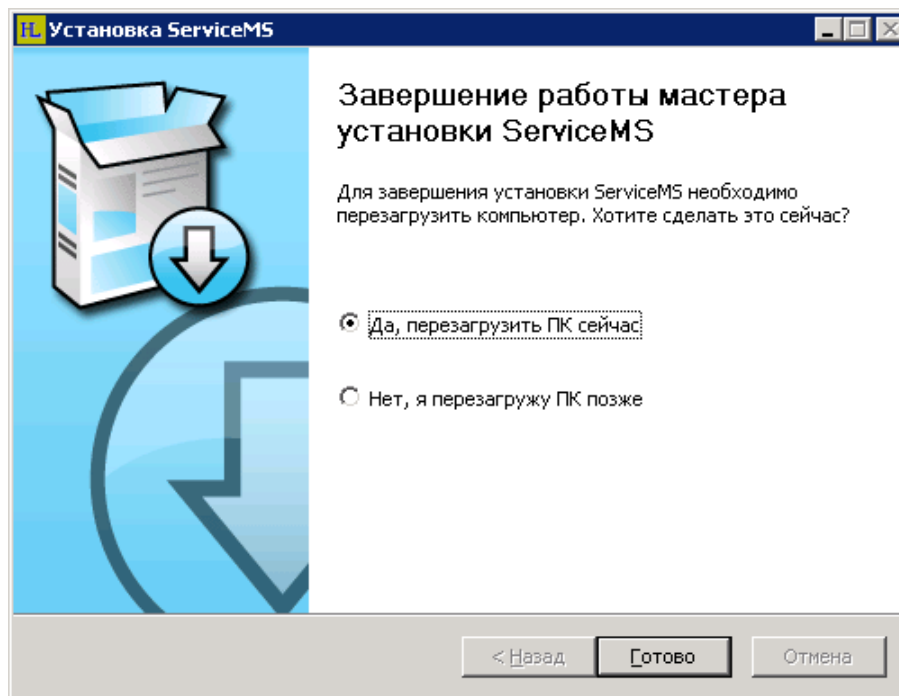 HL Установка ServiceMS
Завершение работы мастера
установки ServiceMS
Для завершения установки ServiceMS необходимо
перезагрузить компьютер. Хотите сделать это сейчас?
Да, перезагрузить ПК сейчас
Нет, я перезагружу ПК позже
< Назад Готово Отмена